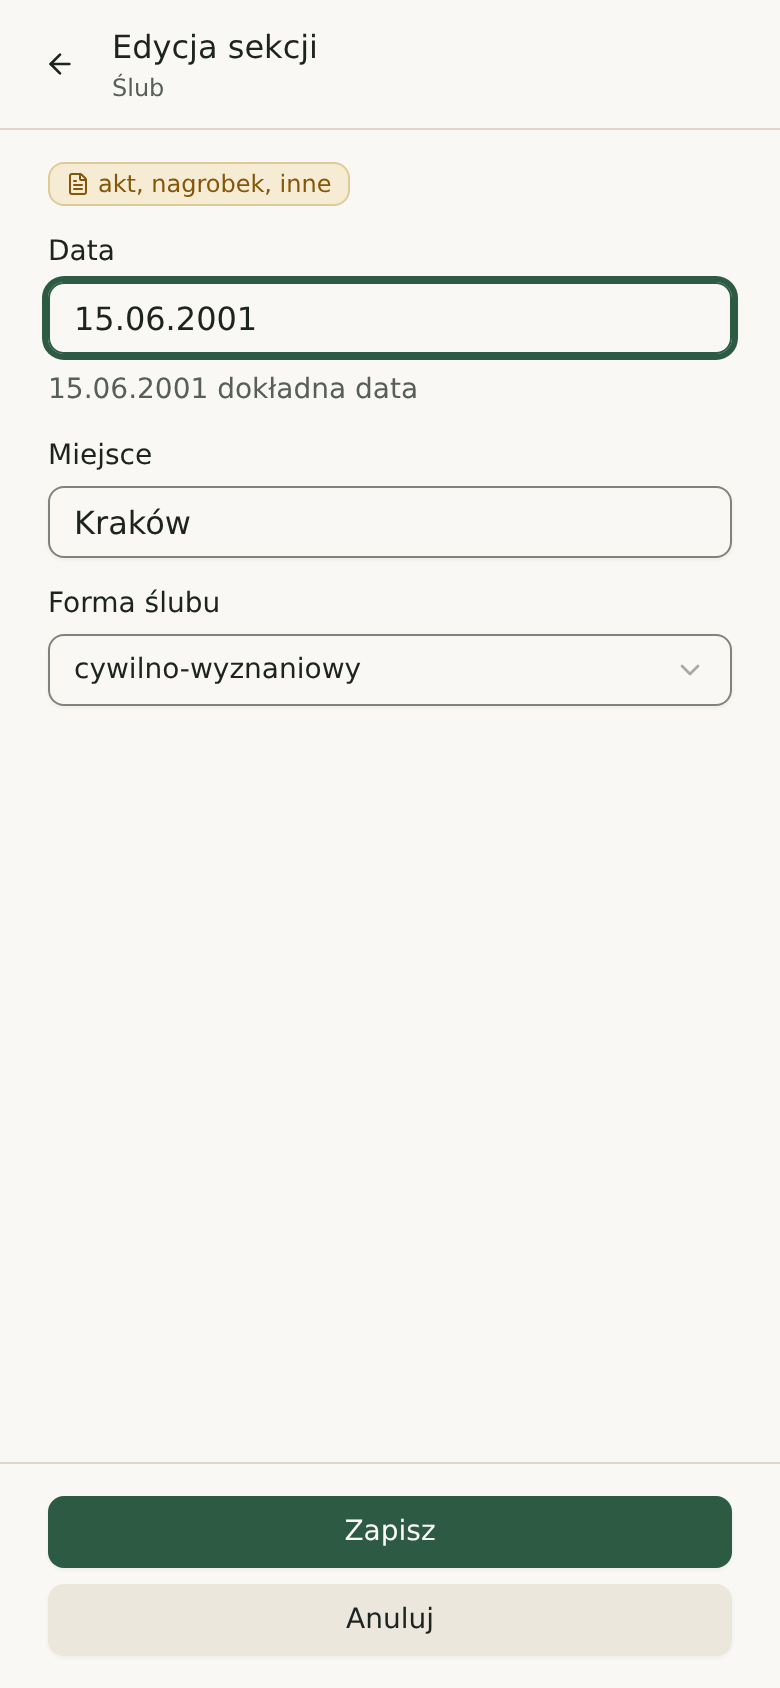 Edycja sekcji
Ślub
akt, nagrobek, inne
Data
15.06.2001
15.06.2001 dokładna data
Miejsce
Kraków
Forma ślubu
cywilno-wyznaniowy
Zapisz
Anuluj